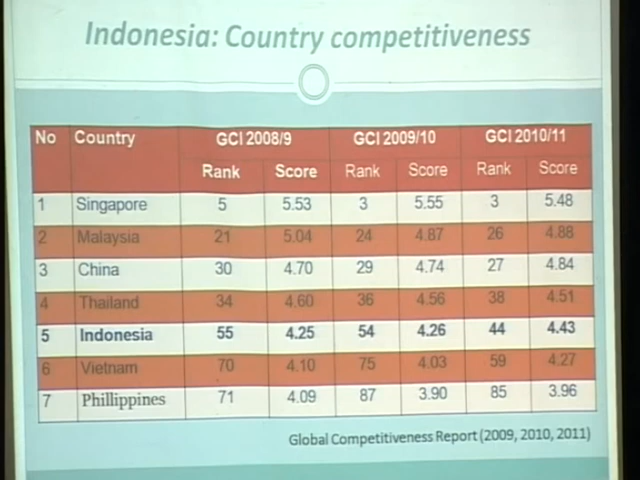 Indonesia: Country competitiveness
No Country GCI 2008/9 GCI 2009/10 GCI 2010/11
Rank Score Rank Score Rank Score
1 Singapore 5 5.53 3 5.55 3 5.48
2 Malaysia 21 5.04 24 4.87 26 4.88
3 China 30 4.70 29 4.74 27 4.84
4 Thailand 34 4.60 36 4.56 38 4.51
5 Indonesia 55 4.25 54 4.26 44 4.43
6 Vietnam 70 4.10 75 4.03 59 4.27
7 Phillippines 71 4.09 87 3.90 85 3.96
Global Competitiveness Report (2009, 2010, 2011)